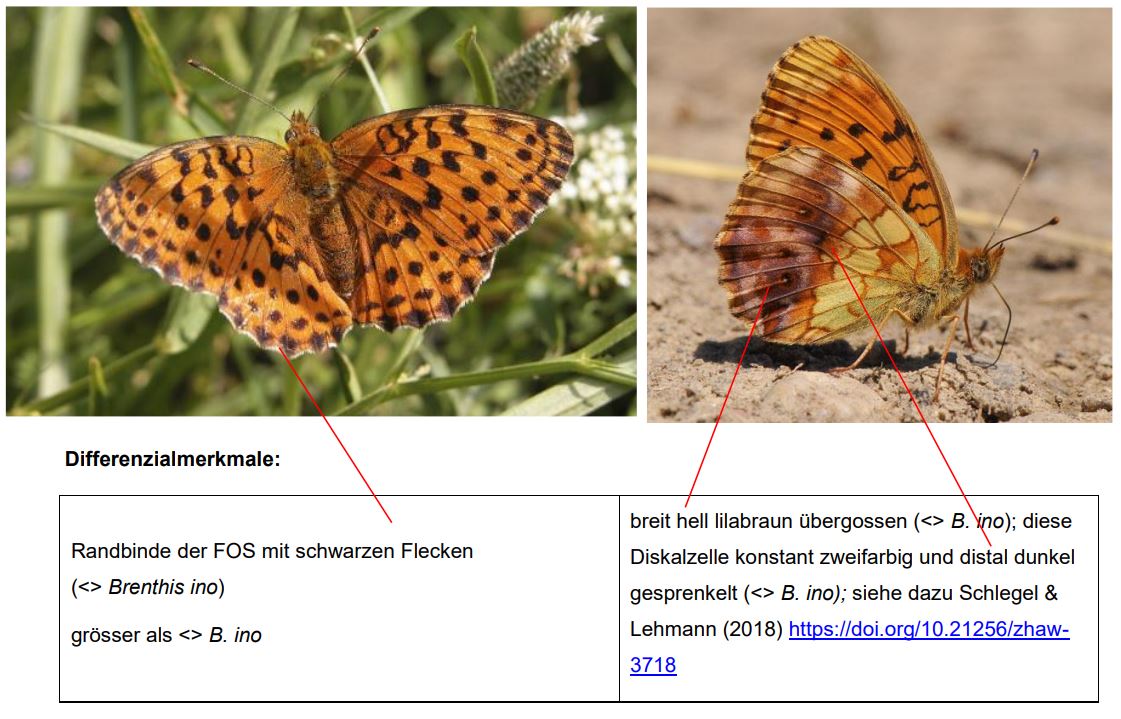 Differenzialmerkmale:
Randbinde der FOS mit schwarzen Flecken
(<> Brenthis ino)
grösser als <> B. ino
breit hell lilabraun übergossen (<> B. ino); diese
Diskalzelle konstant zweifarbig und distal dunkel
gesprenkelt (<> B. ino); siehe dazu Schlegel &
Lehmann (2018) https://doi.org/10.21256/zhaw-
3718